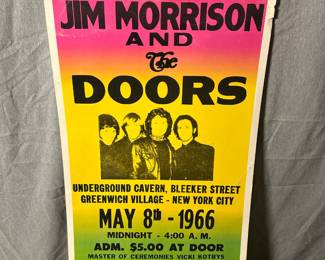 JIM MORRISON
AND
The
DOORS
UNDERGROUND CAVERN, BLEEKER STREET
GREENWICH VILLAGE - NEW YORK CITY
MAY 8th - 1966
MIDNIGHT - 4:00 A. M.
ADM. $5.00 AT DOOR
MASTER OF CEREMONIES VICKI KOTBYS